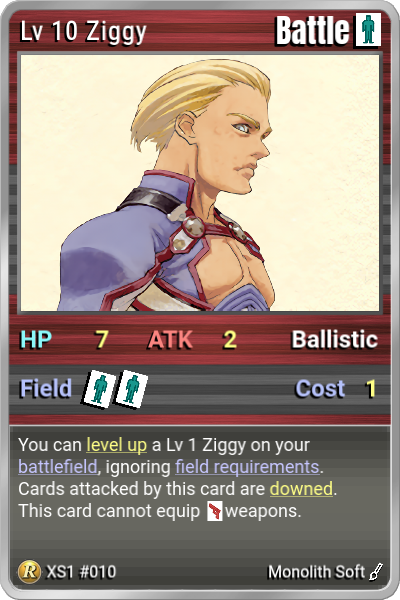 Lv 10 Ziggy Battle
HP 7 ATK 2 Ballistic
Field Cost 1
You can level up a Lv 1 Ziggy on your
battlefield, ignoring field requirements.
Cards attacked by this card are downed.
This card cannot equip weapons.
R XS1 #010 Monolith Soft